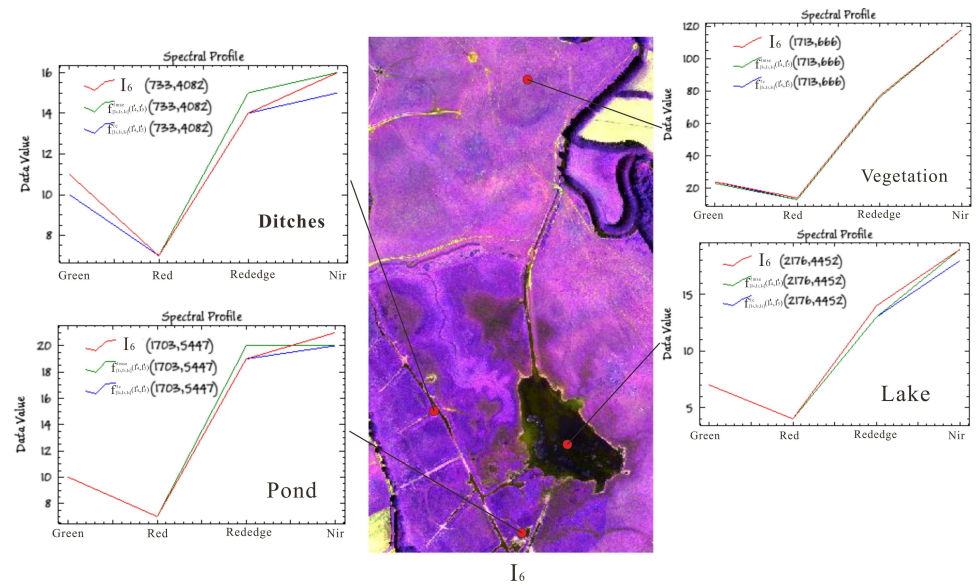 Spectral Profile
Data Value
16
14
12
10
8
I6 (733,4082)
(733,4082)
(733,4082)
Ditches
Green Red Rededge Nir
Spectral Profile
Data Value
20
18
16
14
12
10
8
I6 (1703,5447)
(1703,5447)
(1703,5447)
Pond
Green Red Rededge Nir
I6
Spectral Profile
Data Value
120
100
80
60
40
20
I6 (1713,666)
(1713,666)
(1713,666)
Vegetation
Green Red Rededge Nir
Spectral Profile
Data Value
15
10
5
I6 (2176,4452)
(2176,4452)
(2176,4452)
Lake
Green Red Rededge Nir